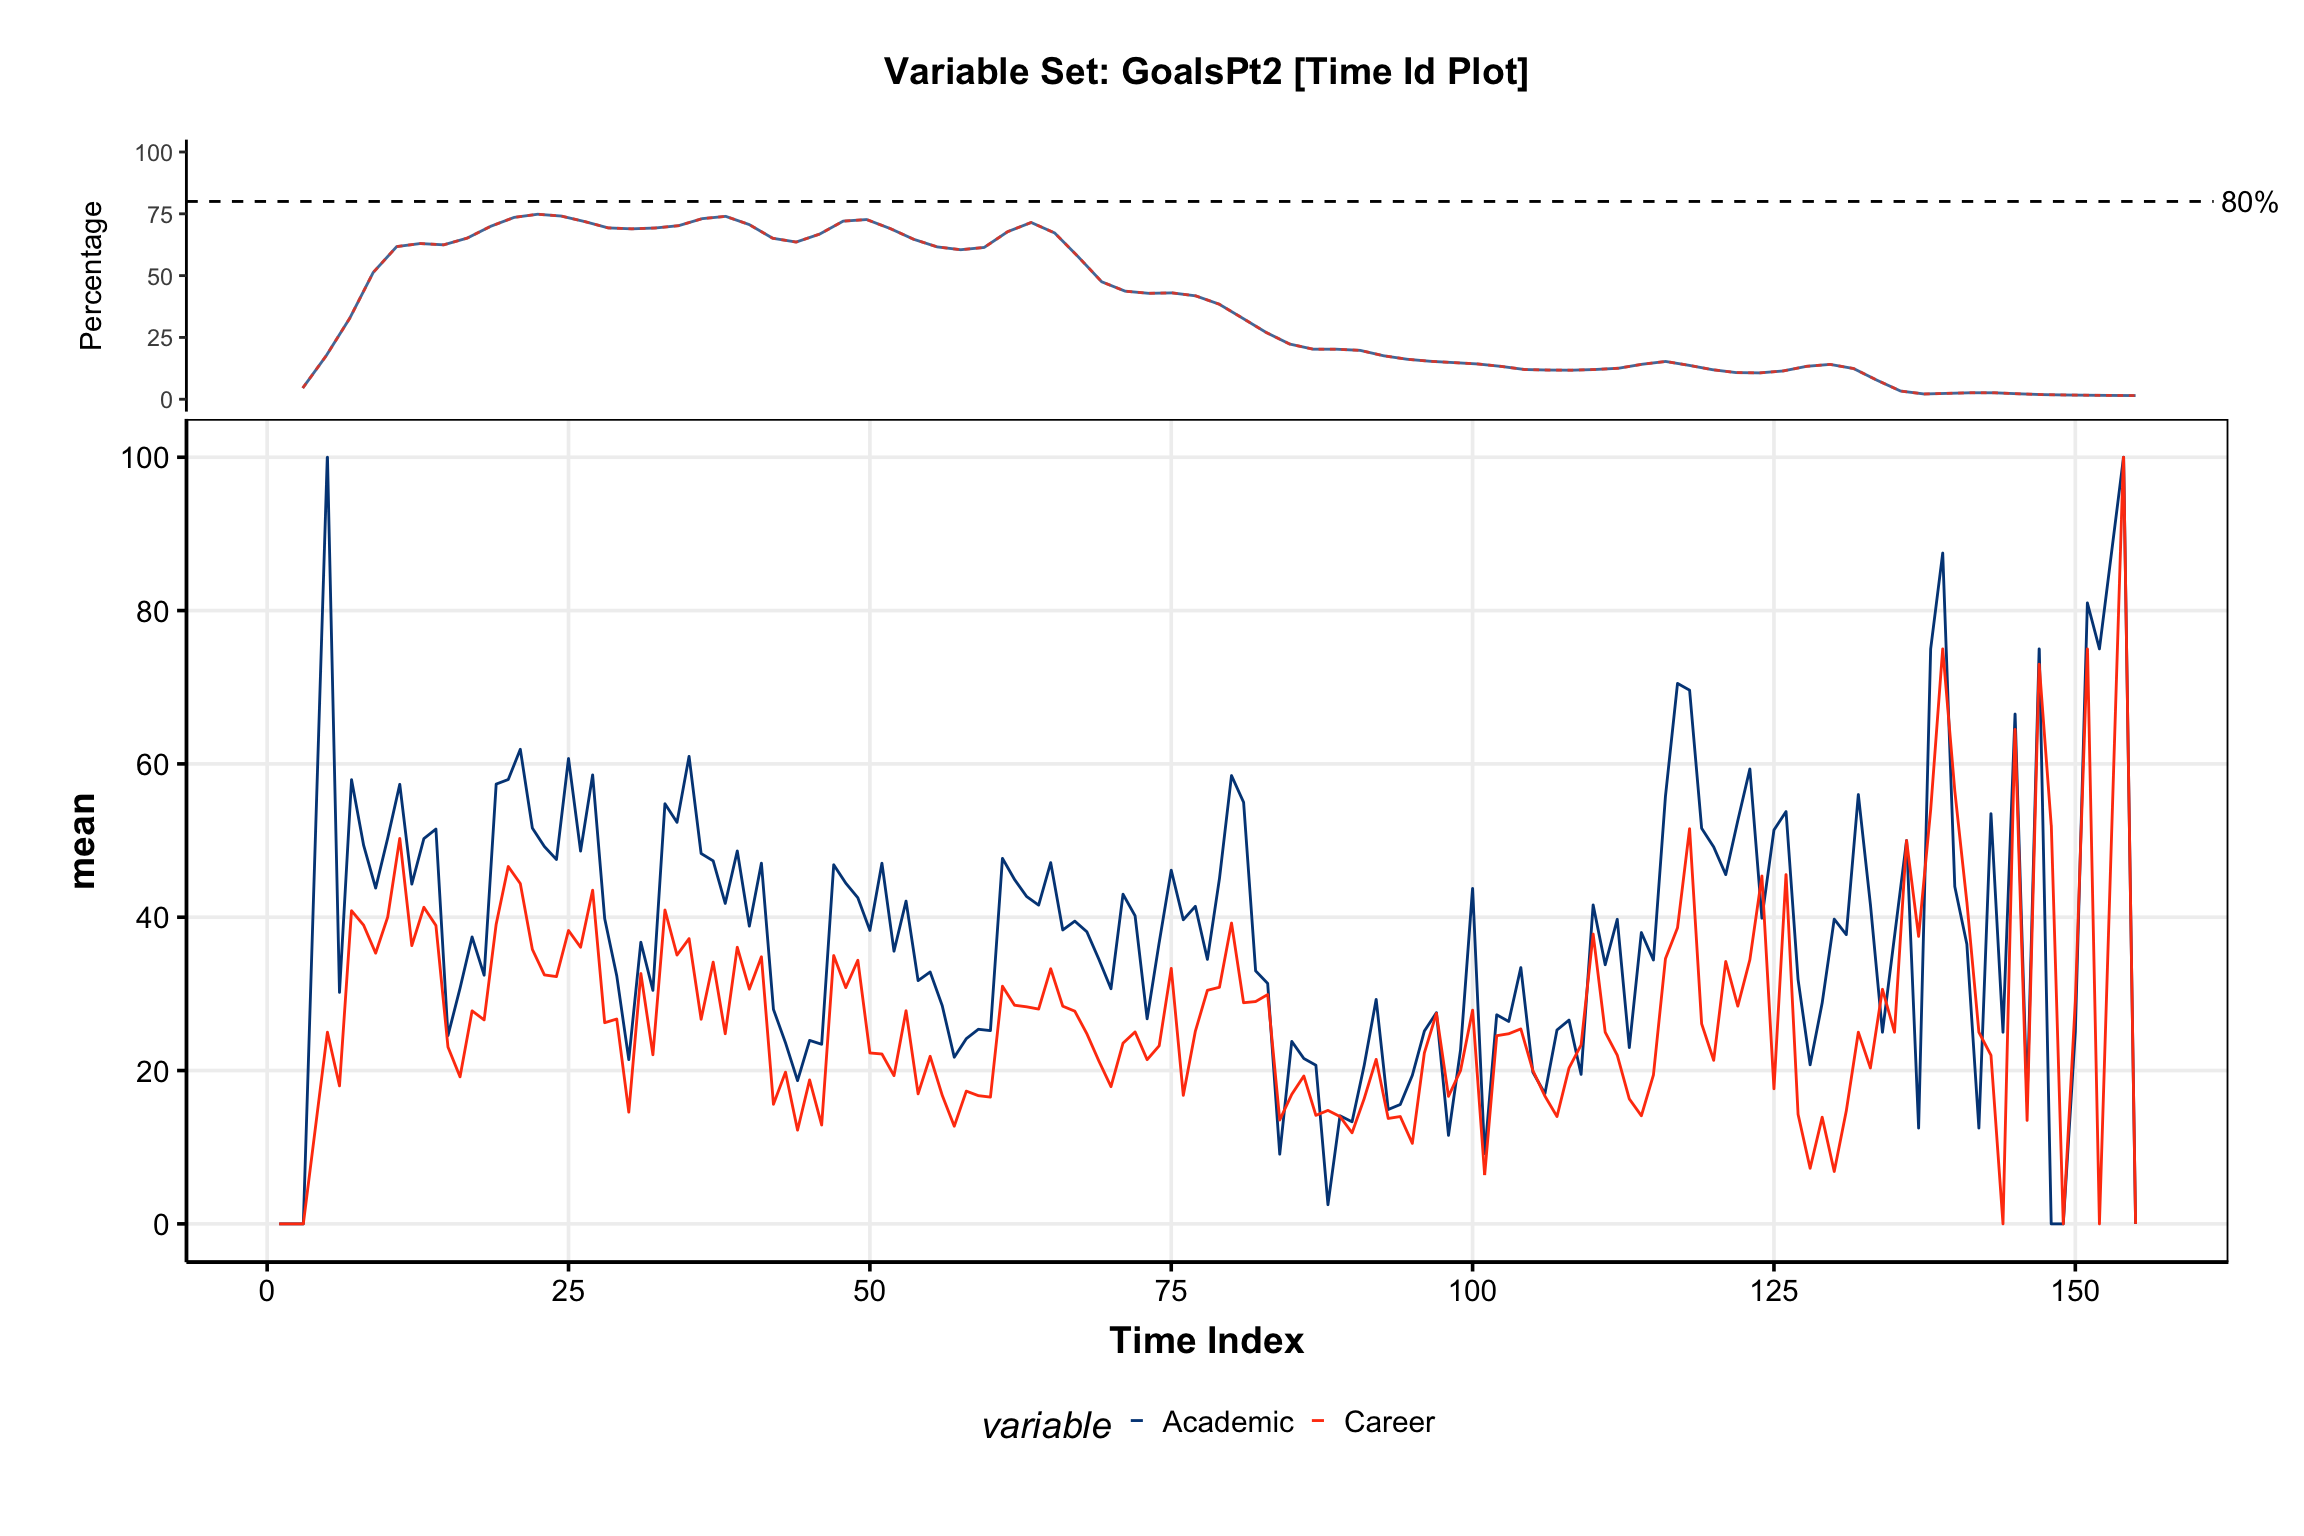 Variable Set: GoalsPt2 [Time Id Plot]
Percentage
100
75
50
25
0
80%
mean
100
80
60
40
20
0
0 25 50 75 100 125 150
Time Index
variable Academic Career